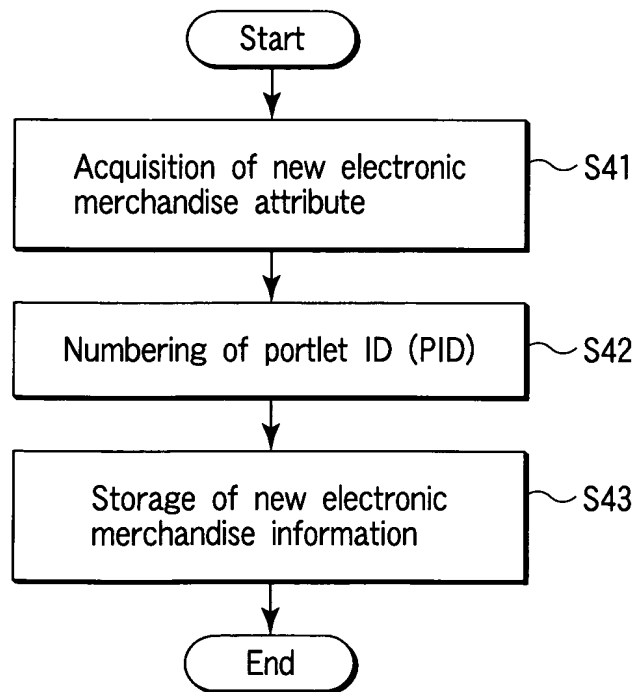 Start
Acquisition of new electronic
merchandise attribute
S41
Numbering of portlet ID (PID)
S42
Storage of new electronic
merchandise information
S43
End